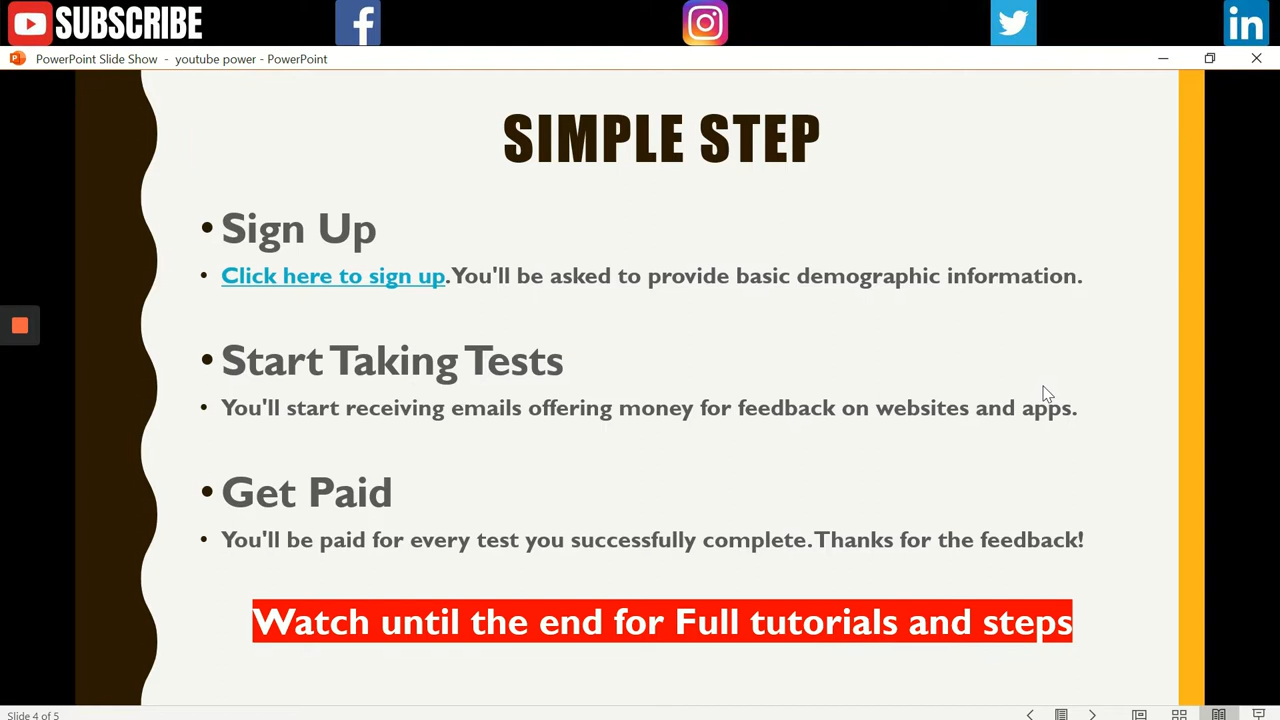 SUBSCRIBE
PowerPoint Slide Show - youtube power - PowerPoint
SIMPLE STEP
• Sign Up
• Click here to sign up. You'll be asked to provide basic demographic information.
• Start Taking Tests
• You'll start receiving emails offering money for feedback on websites and apps.
• Get Paid
• You'll be paid for every test you successfully complete. Thanks for the feedback!
Watch until the end for Full tutorials and steps
Slide 4 of 5